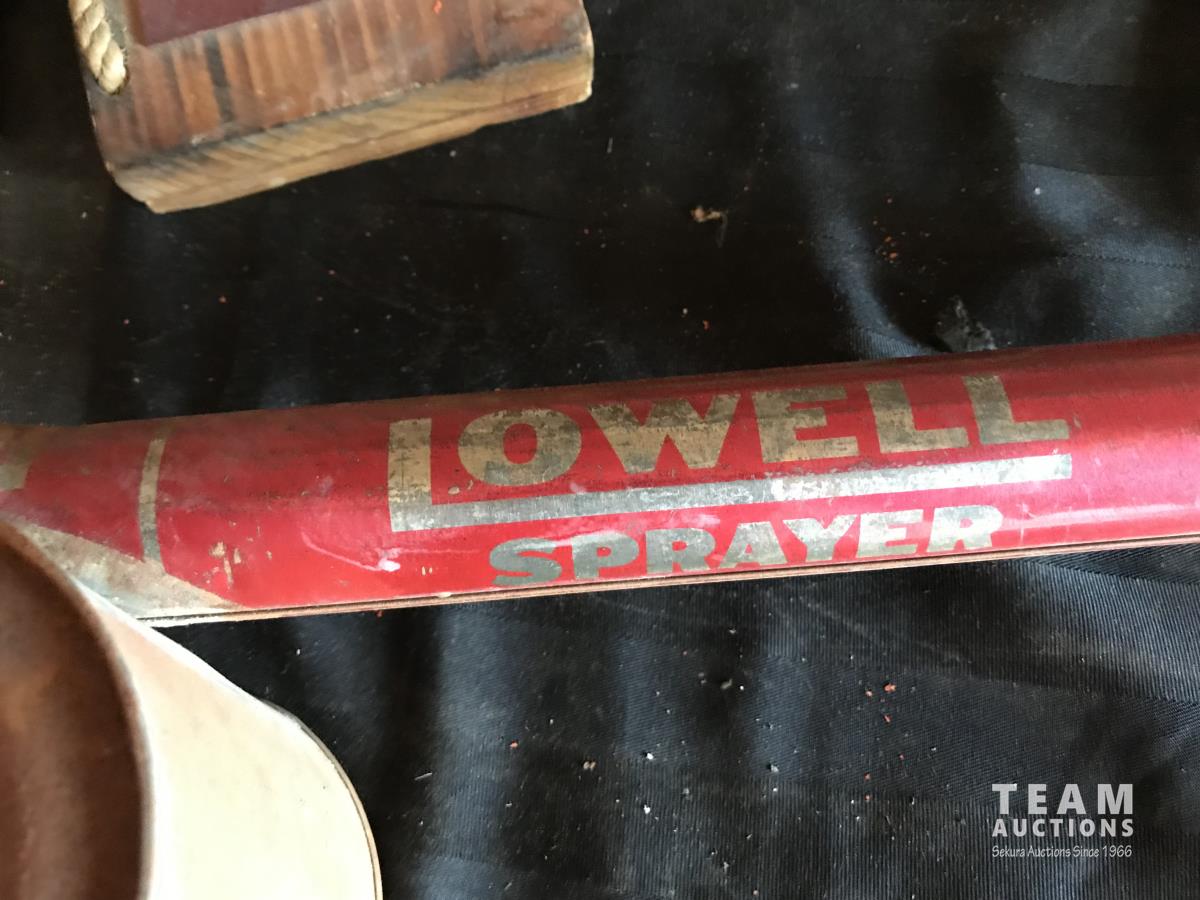 LOWELL
SPRAYER
TEAM
AUCTIONS
Sekura Auctions Since 1966